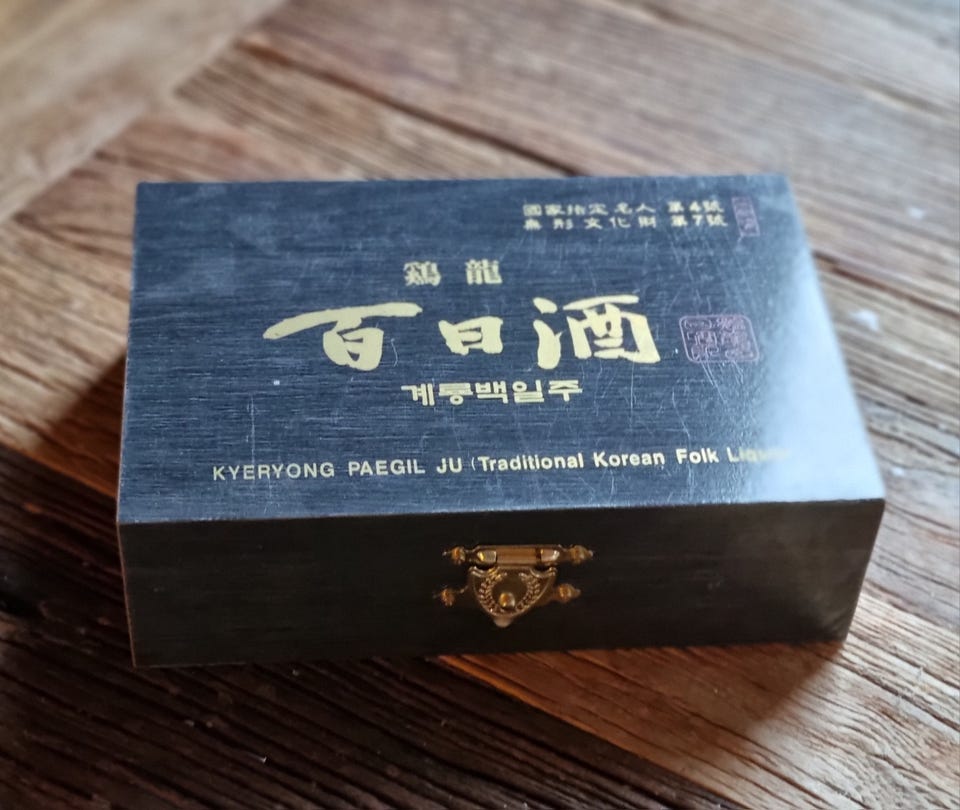 國家指定名人 第4號
無形文化財 第7號
鷄龍
百日酒
계룡백일주
KYERYONG PAEGIL JU (Traditional Korean Folk Liquor